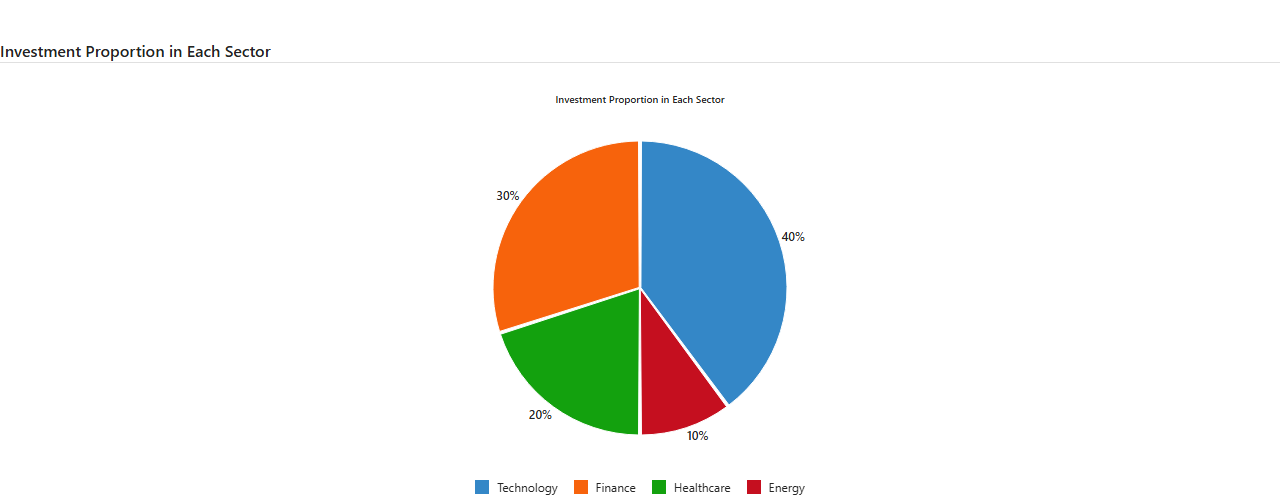 Investment Proportion in Each Sector
Investment Proportion in Each Sector
30%
40%
20%
10%
Technology Finance Healthcare Energy